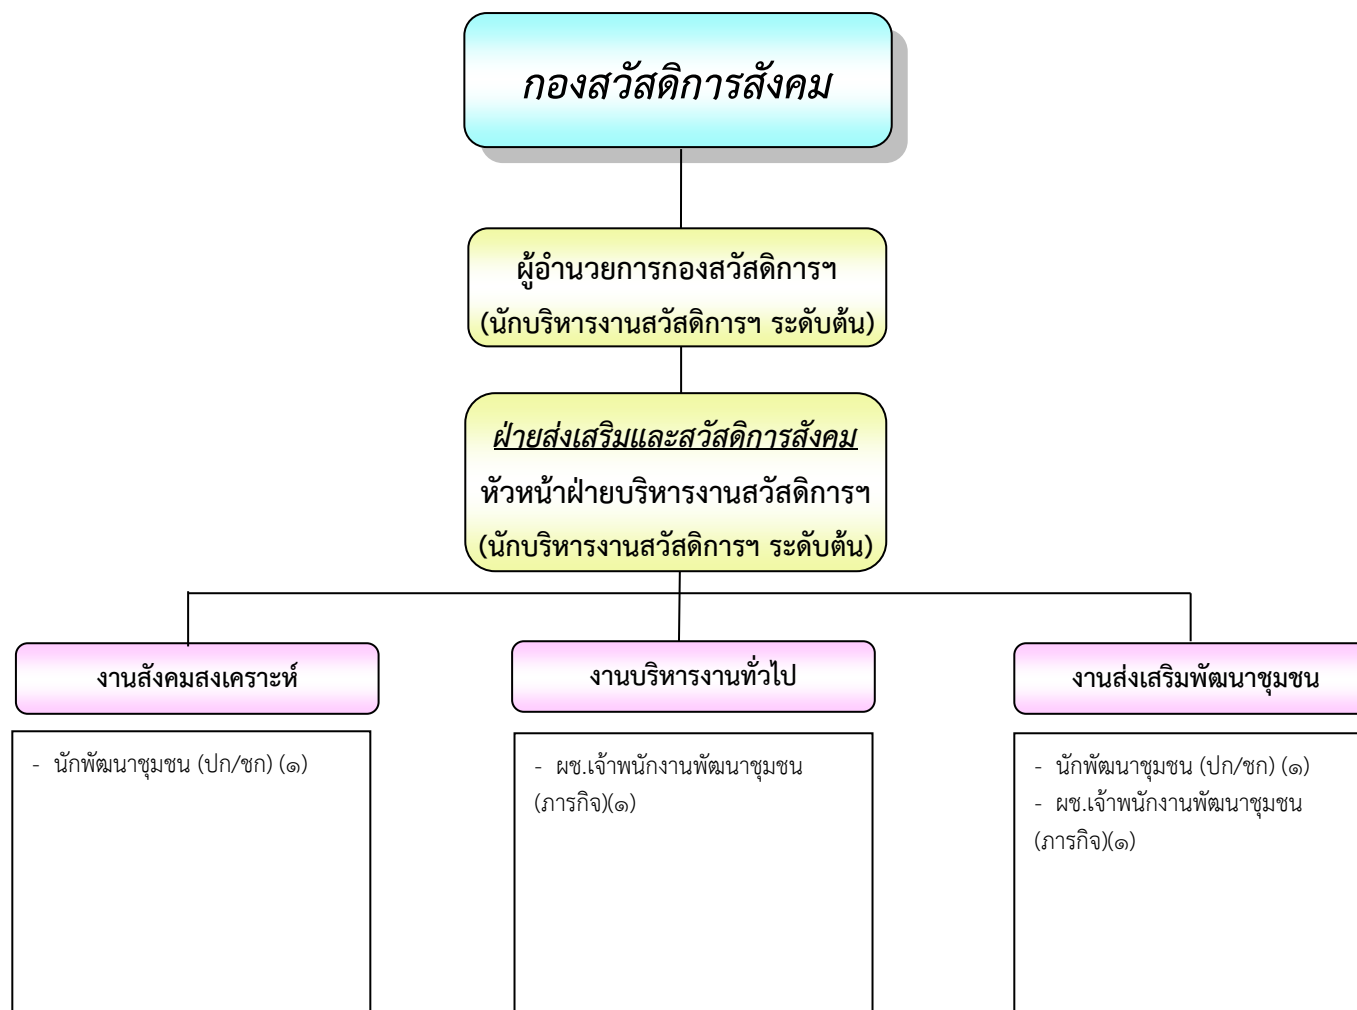 กองสวัสดิการสังคม
ผู้อำนวยการกองสวัสดิการฯ
(นักบริหารงานสวัสดิการฯ ระดับต้น)
ฝ่ายส่งเสริมและสวัสดิการสังคม
หัวหน้าฝ่ายบริหารงานสวัสดิการฯ
(นักบริหารงานสวัสดิการฯ ระดับต้น)
งานสังคมสงเคราะห์
- นักพัฒนาชุมชน (ปก/ชก) (๑)
งานบริหารงานทั่วไป
- ผช.เจ้าพนักงานพัฒนาชุมชน
(ภารกิจ)(๑)
งานส่งเสริมพัฒนาชุมชน
- นักพัฒนาชุมชน (ปก/ชก) (๑)
- ผช.เจ้าพนักงานพัฒนาชุมชน
(ภารกิจ)(๑)